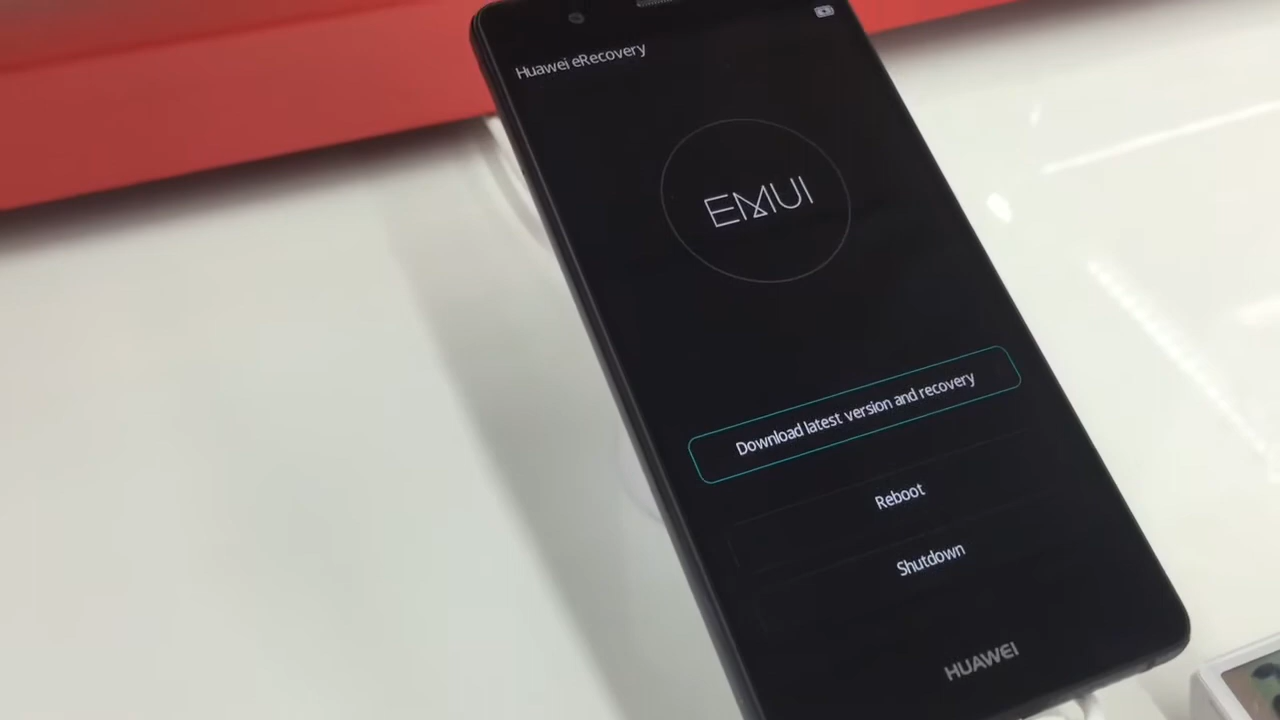 Huawei eRecovery
EMUI
Download latest version and recovery
Reboot
Shutdown
HUAWEI